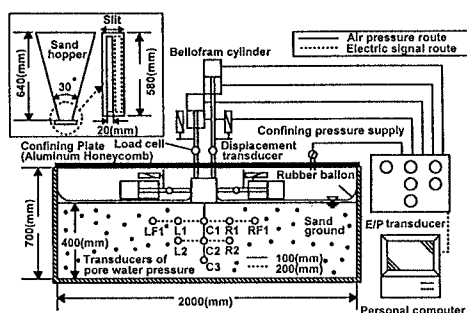 Slit
Sand
hopper
640(mm)
30°
580(mm)
20(mm)
Bellofram cylinder
Air pressure route
Electric signal route
Confining Plate
(Aluminum Honeycomb)
Load cell
Displacement
transducer
Confining pressure supply
Rubber ballon
E/P transducer
700(mm)
400(mm)
LF1
L1
C1
R1
RF1
L2
C2
R2
C3
Sand
ground
Transducers of
pore water pressure
100(mm)
200(mm)
2000(mm)
Personal computer